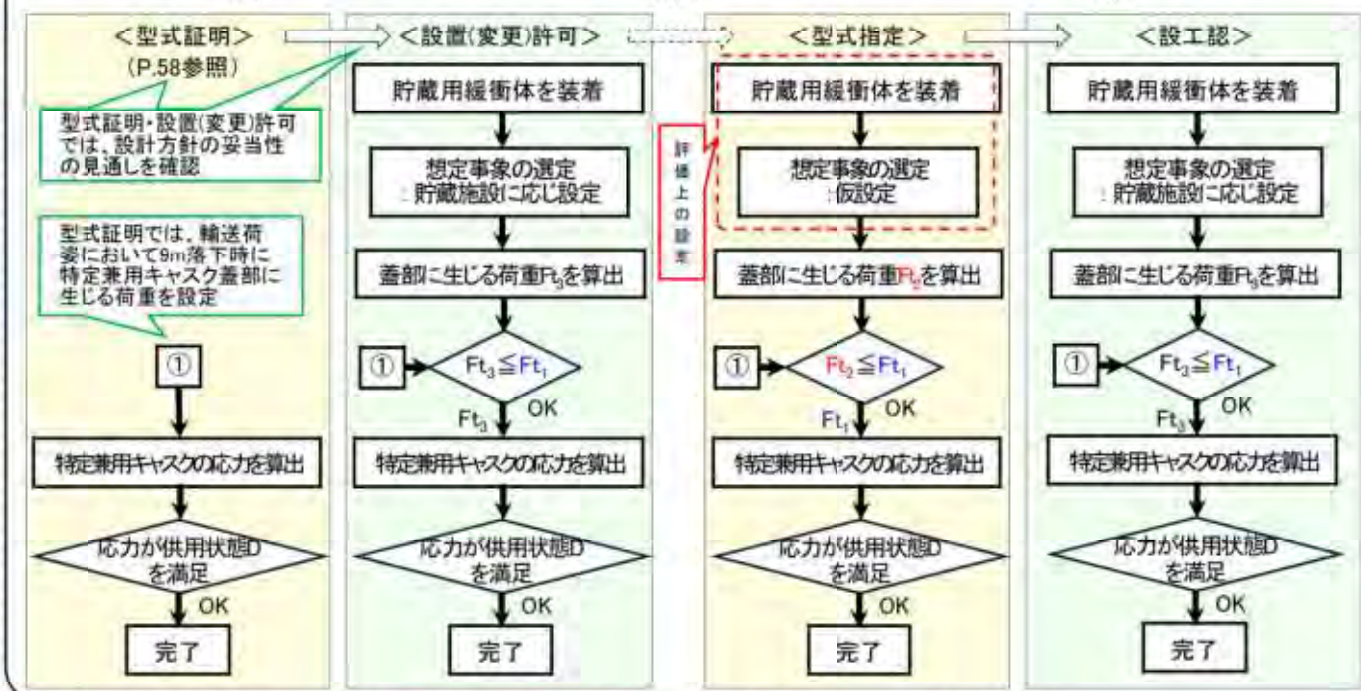 <型式証明>
(P.58参照)
型式証明・設置(変更)許可
では、設計方針の妥当性
の見通しを確認
型式証明では、輸送荷
姿において9m落下時に
特定兼用キャスク蓋部に
生じる荷重を設定
①
特定兼用キャスクの応力を算出
応力が供用状態D
を満足
OK
完了
<設置(変更)許可>
貯蔵用緩衝体を装着
想定事象の選定
:貯蔵施設に応じ設定
蓋部に生じる荷重Ft₃を算出
①
Ft₃≦Ft₁
OK
Ft₃
特定兼用キャスクの応力を算出
応力が供用状態D
を満足
OK
完了
<型式指定>
評価上の設定
貯蔵用緩衝体を装着
想定事象の選定
:仮設定
蓋部に生じる荷重Ft₂を算出
①
Ft₂≦Ft₁
OK
Ft₁
特定兼用キャスクの応力を算出
応力が供用状態D
を満足
OK
完了
<設工認>
貯蔵用緩衝体を装着
想定事象の選定
:貯蔵施設に応じ設定
蓋部に生じる荷重Ft₃を算出
①
Ft₃≦Ft₁
OK
Ft₃
特定兼用キャスクの応力を算出
応力が供用状態D
を満足
OK
完了